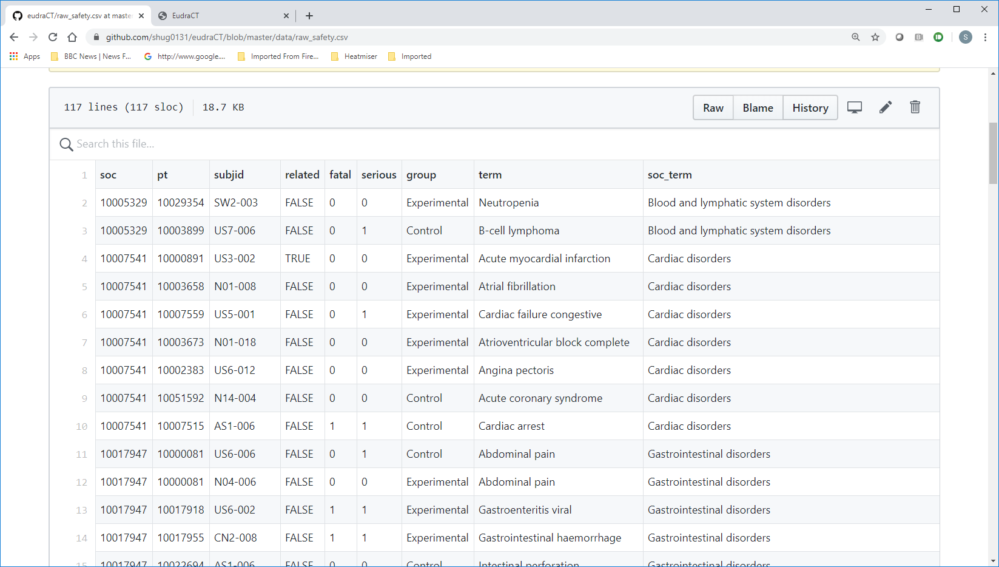 eudraCT/raw_safety.csv at master
EudraCT
github.com/shug0131/eudraCT/blob/master/data/raw_safety.csv
S
Apps BBC News | News F... http://www.google.... Imported From Fire... Heatmiser Imported
117 lines (117 sloc) 18.7 KB Raw Blame History
Search this file...
1 soc pt subjid related fatal serious group term soc_term
2 10005329 10029354 SW2-003 FALSE 0 0 Experimental Neutropenia Blood and lymphatic system disorders
3 10005329 10003899 US7-006 FALSE 0 1 Control B-cell lymphoma Blood and lymphatic system disorders
4 10007541 10000891 US3-002 TRUE 0 0 Experimental Acute myocardial infarction Cardiac disorders
5 10007541 10003658 N01-008 FALSE 0 0 Experimental Atrial fibrillation Cardiac disorders
6 10007541 10007559 US5-001 FALSE 0 1 Experimental Cardiac failure congestive Cardiac disorders
7 10007541 10003673 N01-018 FALSE 0 0 Experimental Atrioventricular block complete Cardiac disorders
8 10007541 10002383 US6-012 FALSE 0 0 Experimental Angina pectoris Cardiac disorders
9 10007541 10051592 N14-004 FALSE 0 0 Control Acute coronary syndrome Cardiac disorders
10 10007541 10007515 AS1-006 FALSE 1 1 Control Cardiac arrest Cardiac disorders
11 10017947 10000081 US6-006 FALSE 0 1 Control Abdominal pain Gastrointestinal disorders
12 10017947 10000081 N04-006 FALSE 0 0 Experimental Abdominal pain Gastrointestinal disorders
13 10017947 10017918 US6-002 FALSE 1 1 Experimental Gastroenteritis viral Gastrointestinal disorders
14 10017947 10017955 CN2-008 FALSE 1 1 Experimental Gastrointestinal haemorrhage Gastrointestinal disorders
15 10017947 10022694 AS1-006 FALSE 0 0 Control Intestinal perforation Gastrointestinal disorders